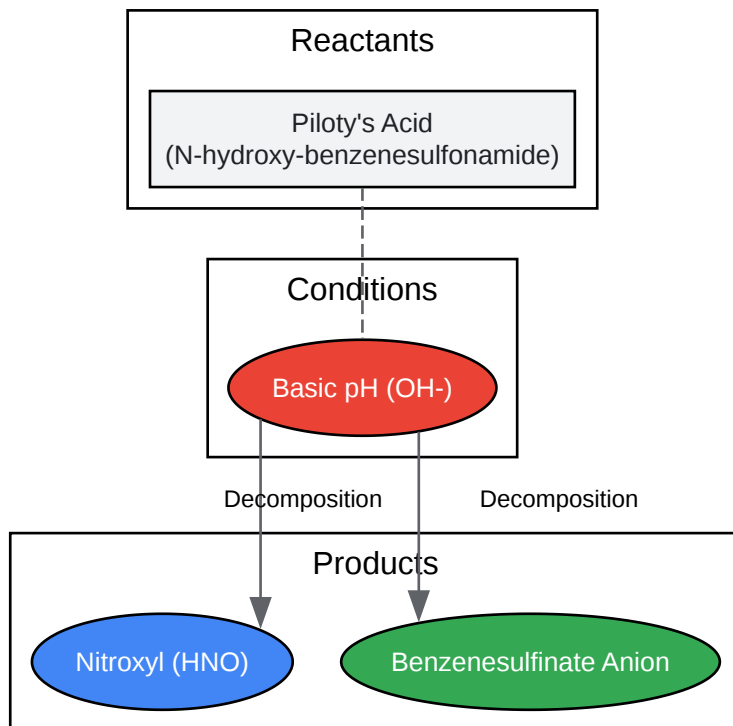 Reactants
Piloty's Acid
(N-hydroxy-benzenesulfonamide)
Conditions
Basic pH (OH-)
Decomposition
Decomposition
Products
Nitroxyl (HNO)
Benzenesulfinate Anion